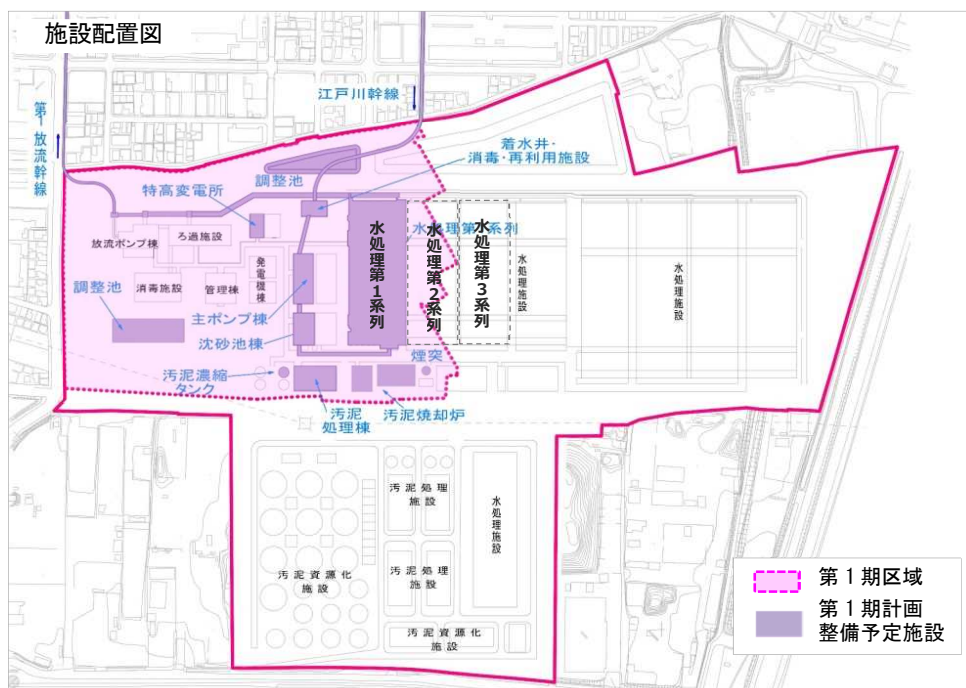 施設配置図
江戸川幹線
第1放流幹線
着水井・
消毒・再利用施設
調整池
特高変電所
放流ポンプ棟
ろ過施設
水処理第1系列
水処理第2系列
水処理第3系列
水処理施設
水処理施設
発電機棟
調整池
消毒施設
管理棟
主ポンプ棟
沈砂池棟
煙突
汚泥濃縮
タンク
汚泥
処理棟
汚泥焼却炉
汚泥処理
施設
水処理施設
汚泥資源化
施設
汚泥処理
施設
汚泥資源化
施設
第1期区域
第1期計画
整備予定施設